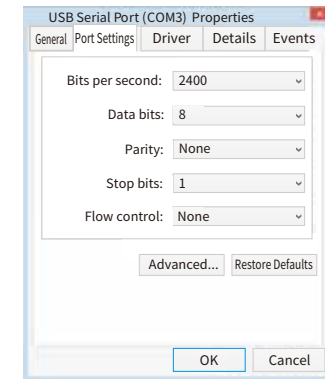 USB Serial Port (COM3) Properties
General Port Settings Driver Details Events
Bits per second: 2400
Data bits: 8
Parity: None
Stop bits: 1
Flow control: None
Advanced... Restore Defaults
OK Cancel